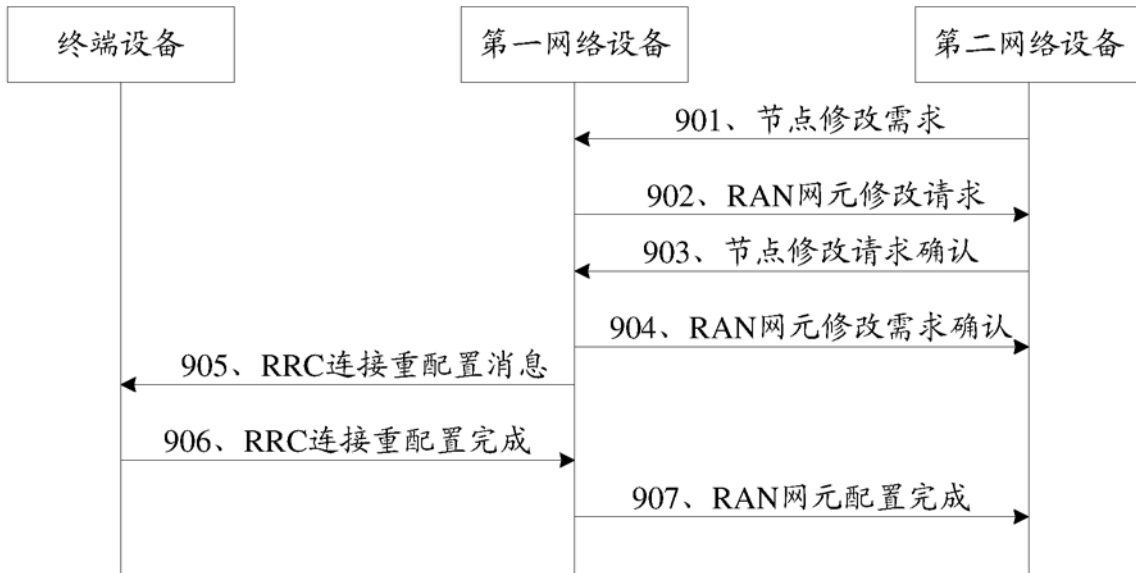 终端设备
第一网络设备
第二网络设备
901、节点修改需求
902、RAN网元修改请求
903、节点修改请求确认
904、RAN网元修改需求确认
905、RRC连接重配置消息
906、RRC连接重配置完成
907、RAN网元配置完成